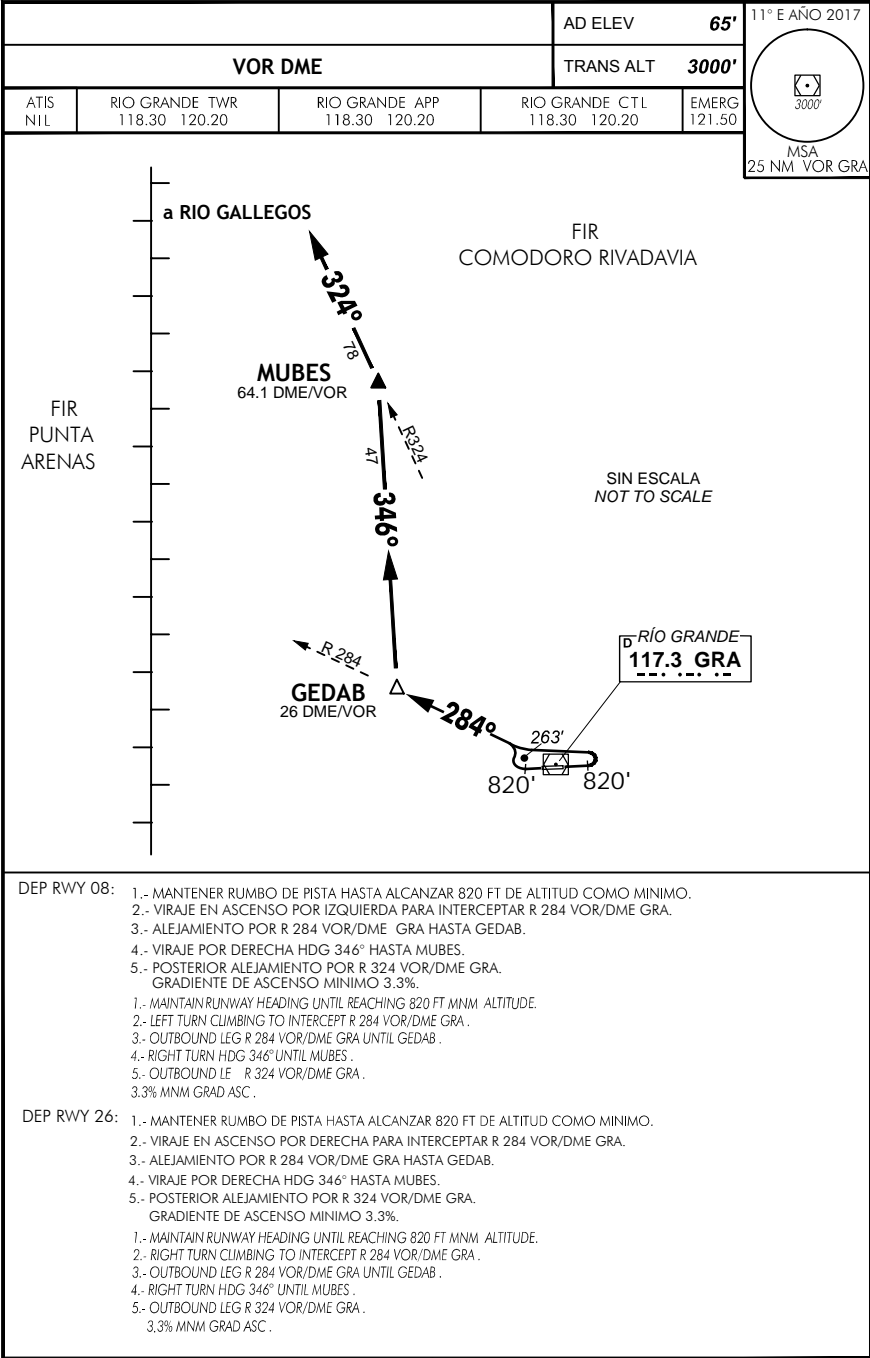 AD ELEV 65'
11° E AÑO 2017
VOR DME
TRANS ALT 3000'
ATIS
NIL
RIO GRANDE TWR
118.30 120.20
RIO GRANDE APP
118.30 120.20
RIO GRANDE CTL
118.30 120.20
EMERG
121.50
3000'
MSA
25 NM VOR GRA
a RIO GALLEGOS
FIR
COMODORO RIVADAVIA
324°
78
MUBES
64.1 DME/VOR
FIR
PUNTA
ARENAS
R324
47
346°
SIN ESCALA
NOT TO SCALE
R 284
GEDAB
26 DME/VOR
284°
D RÍO GRANDE
117.3 GRA
263'
820'
820'
DEP RWY 08:
1.- MANTENER RUMBO DE PISTA HASTA ALCANZAR 820 FT DE ALTITUD COMO MINIMO.
2.- VIRAJE EN ASCENSO POR IZQUIERDA PARA INTERCEPTAR R 284 VOR/DME GRA.
3.- ALEJAMIENTO POR R 284 VOR/DME GRA HASTA GEDAB.
4.- VIRAJE POR DERECHA HDG 346° HASTA MUBES.
5.- POSTERIOR ALEJAMIENTO POR R 324 VOR/DME GRA.
GRADIENTE DE ASCENSO MINIMO 3.3%.
1.- MAINTAIN RUNWAY HEADING UNTIL REACHING 820 FT MNM ALTITUDE.
2.- LEFT TURN CLIMBING TO INTERCEPT R 284 VOR/DME GRA .
3.- OUTBOUND LEG R 284 VOR/DME GRA UNTIL GEDAB .
4.- RIGHT TURN HDG 346° UNTIL MUBES .
5.- OUTBOUND LE R 324 VOR/DME GRA .
3.3% MNM GRAD ASC .
DEP RWY 26:
1.- MANTENER RUMBO DE PISTA HASTA ALCANZAR 820 FT DE ALTITUD COMO MINIMO.
2.- VIRAJE EN ASCENSO POR DERECHA PARA INTERCEPTAR R 284 VOR/DME GRA.
3.- ALEJAMIENTO POR R 284 VOR/DME GRA HASTA GEDAB.
4.- VIRAJE POR DERECHA HDG 346° HASTA MUBES.
5.- POSTERIOR ALEJAMIENTO POR R 324 VOR/DME GRA.
GRADIENTE DE ASCENSO MINIMO 3.3%.
1.- MAINTAIN RUNWAY HEADING UNTIL REACHING 820 FT MNM ALTITUDE.
2.- RIGHT TURN CLIMBING TO INTERCEPT R 284 VOR/DME GRA .
3.- OUTBOUND LEG R 284 VOR/DME GRA UNTIL GEDAB .
4.- RIGHT TURN HDG 346° UNTIL MUBES .
5.- OUTBOUND LEG R 324 VOR/DME GRA .
3,3% MNM GRAD ASC .